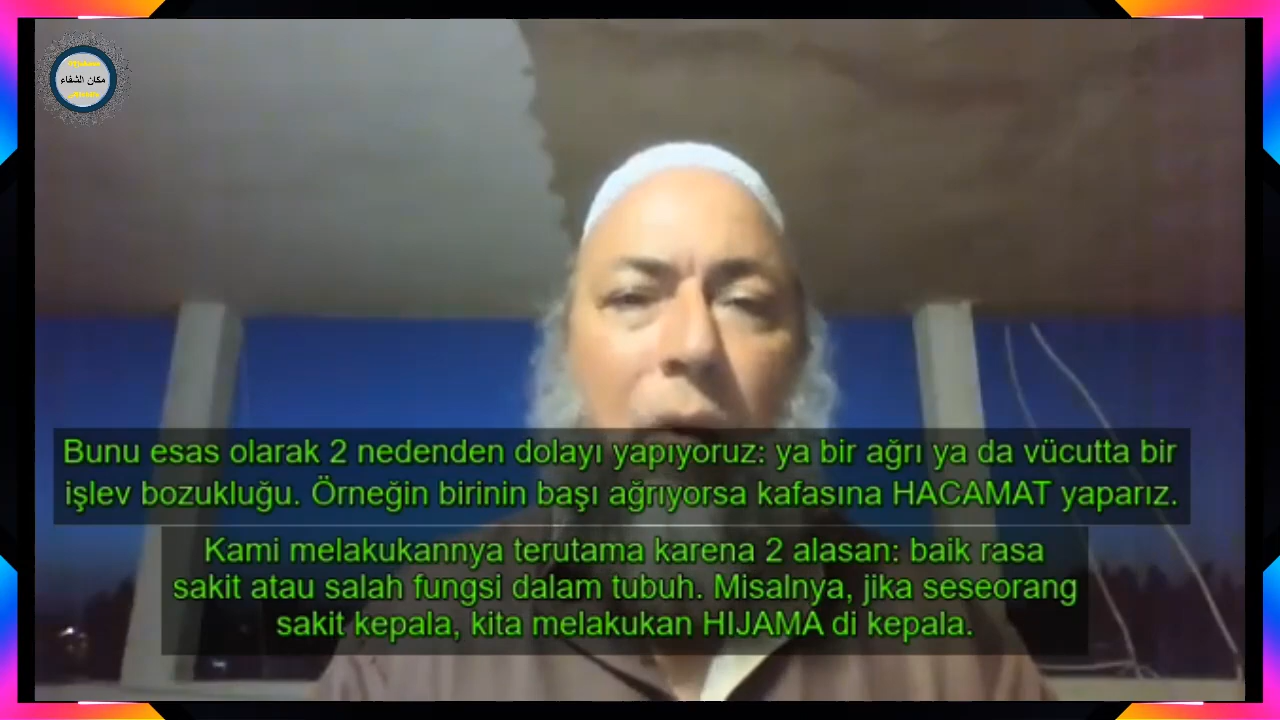 مكان الشفاء
Bunu esas olarak 2 nedenden dolayı yapıyoruz: ya bir ağrı ya da vücutta bir
işlev bozukluğu. Örneğin birinin başı ağrıyorsa kafasına HACAMAT yaparız.
Kami melakukannya terutama karena 2 alasan: baik rasa
sakit atau salah fungsi dalam tubuh. Misalnya, jika seseorang
sakit kepala, kita melakukan HIJAMA di kepala.